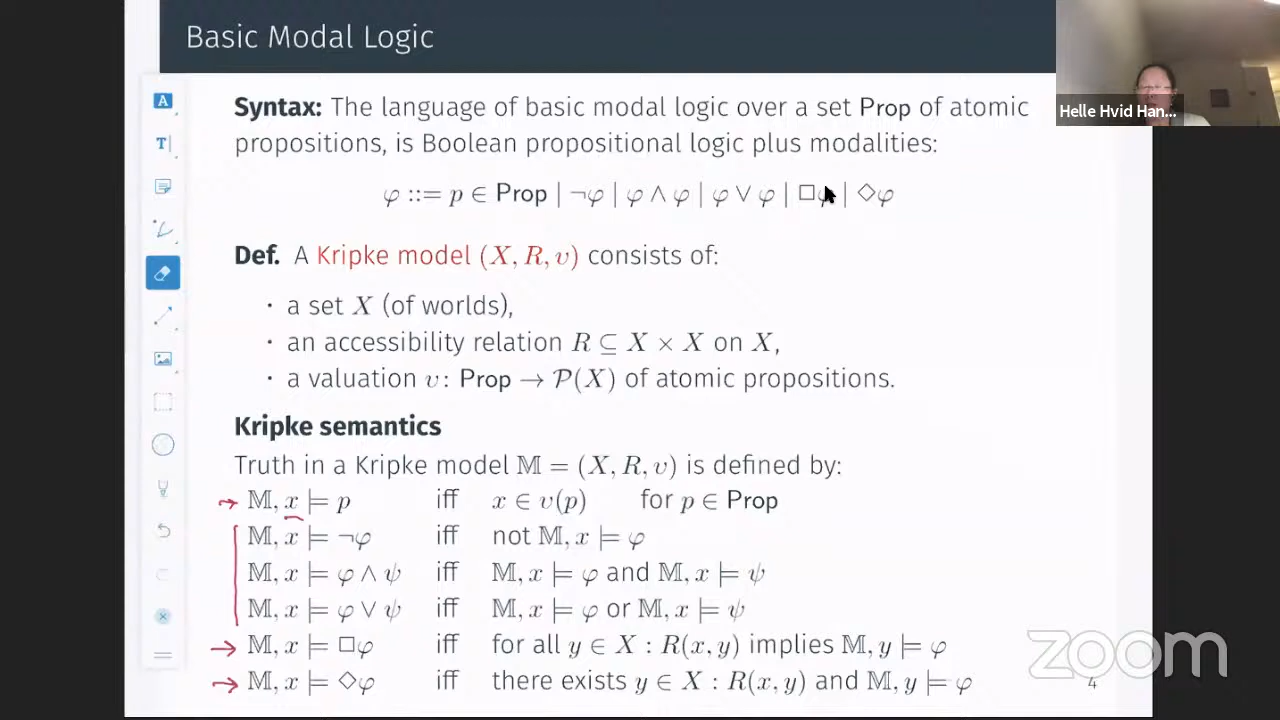 Basic Modal Logic
Helle Hvid Han...
Syntax: The language of basic modal logic over a set Prop of atomic
propositions, is Boolean propositional logic plus modalities:
φ ::= p ∈ Prop | ¬φ | φ ∧ φ | φ ∨ φ | □φ | ◇φ
Def. A Kripke model (X, R, υ) consists of:
· a set X (of worlds),
· an accessibility relation R ⊆ X × X on X,
· a valuation υ: Prop → 𝒫(X) of atomic propositions.
Kripke semantics
Truth in a Kripke model 𝕄 = (X, R, υ) is defined by:
𝕄, x ⊨ p iff x ∈ υ(p) for p ∈ Prop
𝕄, x ⊨ ¬φ iff not 𝕄, x ⊨ φ
𝕄, x ⊨ φ ∧ ψ iff 𝕄, x ⊨ φ and 𝕄, x ⊨ ψ
𝕄, x ⊨ φ ∨ ψ iff 𝕄, x ⊨ φ or 𝕄, x ⊨ ψ
𝕄, x ⊨ □φ iff for all y ∈ X : R(x, y) implies 𝕄, y ⊨ φ
𝕄, x ⊨ ◇φ iff there exists y ∈ X : R(x, y) and 𝕄, y ⊨ φ
zoom
4